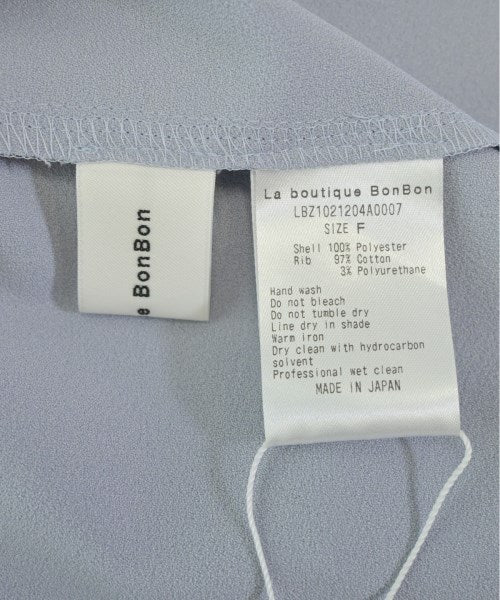 e BonBon
La boutique BonBon
LBZ1021204A0007
SIZE F
Shell 100% Polyester
Rib 97% Cotton
3% Polyurethane
Hand wash
Do not bleach
Do not tumble dry
Line dry in shade
Warm iron
Dry clean with hydrocarbon
solvent
Professional wet clean
MADE IN JAPAN